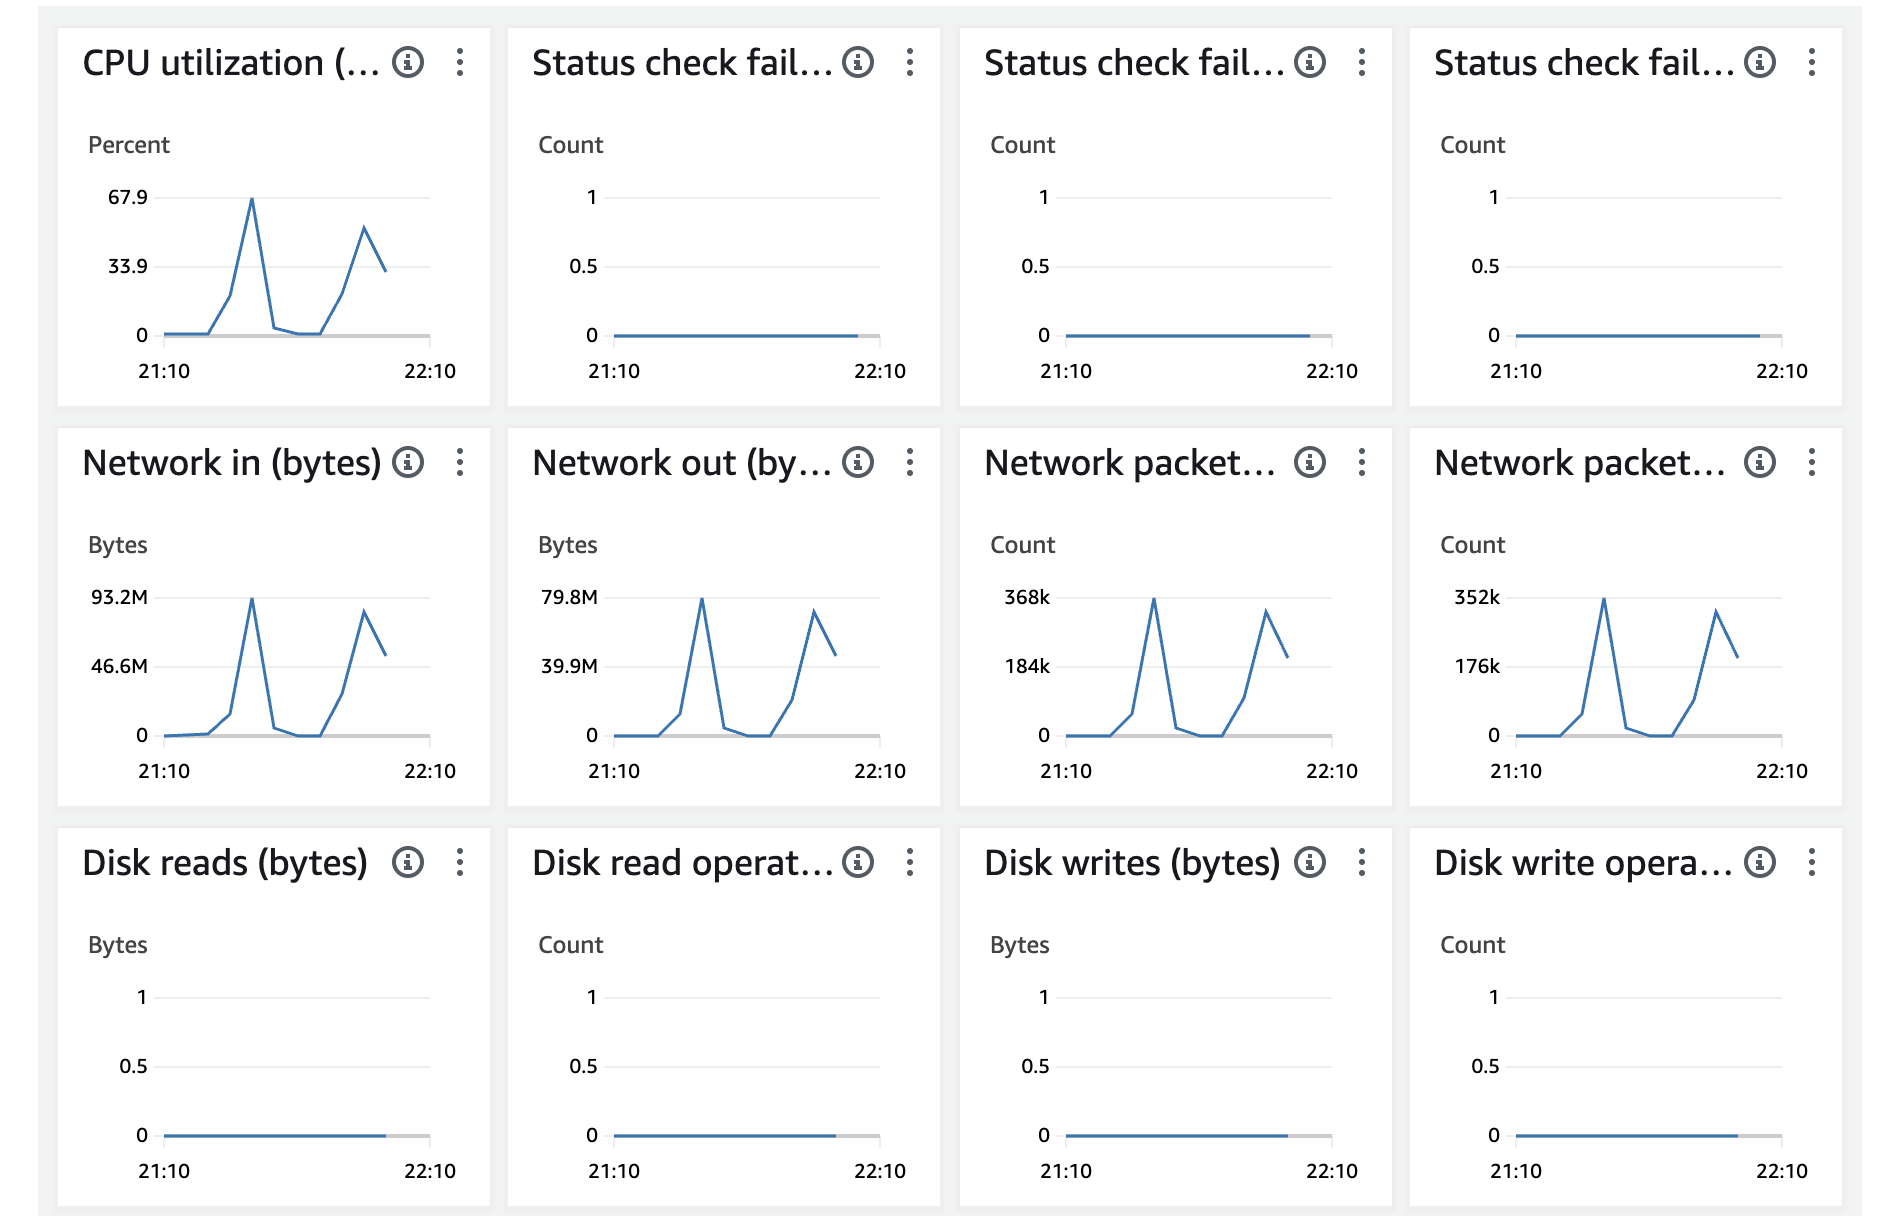 CPU utilization (...
Percent
67.9
33.9
0
21:10 22:10
Status check fail...
Count
1
0.5
0
21:10 22:10
Status check fail...
Count
1
0.5
0
21:10 22:10
Status check fail...
Count
1
0.5
0
21:10 22:10
Network in (bytes)
Bytes
93.2M
46.6M
0
21:10 22:10
Network out (by...
Bytes
79.8M
39.9M
0
21:10 22:10
Network packet...
Count
368k
184k
0
21:10 22:10
Network packet...
Count
352k
176k
0
21:10 22:10
Disk reads (bytes)
Bytes
1
0.5
0
21:10 22:10
Disk read operat...
Count
1
0.5
0
21:10 22:10
Disk writes (bytes)
Bytes
1
0.5
0
21:10 22:10
Disk write opera...
Count
1
0.5
0
21:10 22:10